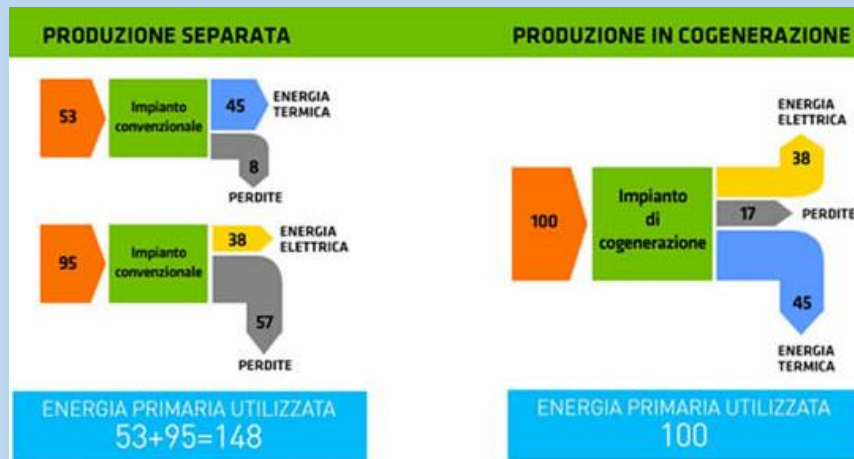 PRODUZIONE SEPARATA
53
Impianto
convenzionale
45
ENERGIA
TERMICA
8
PERDITE
95
Impianto
convenzionale
38
ENERGIA
ELETTRICA
57
PERDITE
ENERGIA PRIMARIA UTILIZZATA
53+95=148
PRODUZIONE IN COGENERAZIONE
100
Impianto
di
cogenerazione
ENERGIA
ELETTRICA
38
17
PERDITE
45
ENERGIA
TERMICA
ENERGIA PRIMARIA UTILIZZATA
100